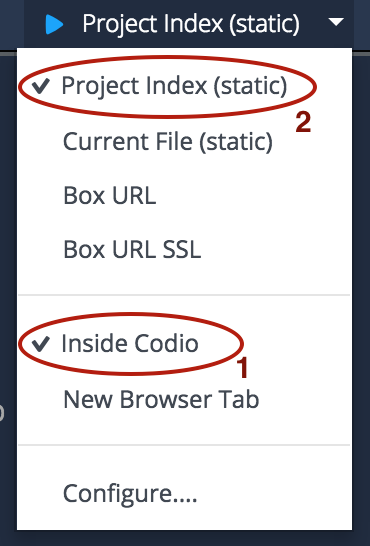 Project Index (static)
Project Index (static)
2
Current File (static)
Box URL
Box URL SSL
Inside Codio
1
New Browser Tab
Configure....